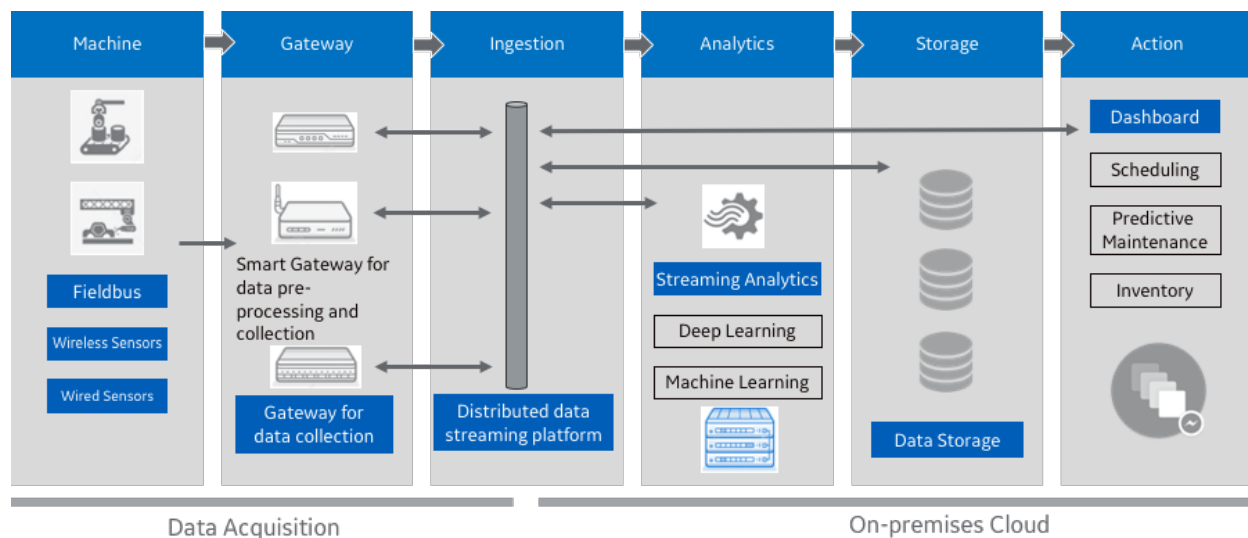 Machine
Gateway
Ingestion
Analytics
Storage
Action
Fieldbus
Wireless Sensors
Wired Sensors
Smart Gateway for
data pre-
processing and
collection
Gateway for
data collection
Distributed data
streaming platform
Streaming Analytics
Deep Learning
Machine Learning
Data Storage
Dashboard
Scheduling
Predictive
Maintenance
Inventory
Data Acquisition
On-premises Cloud